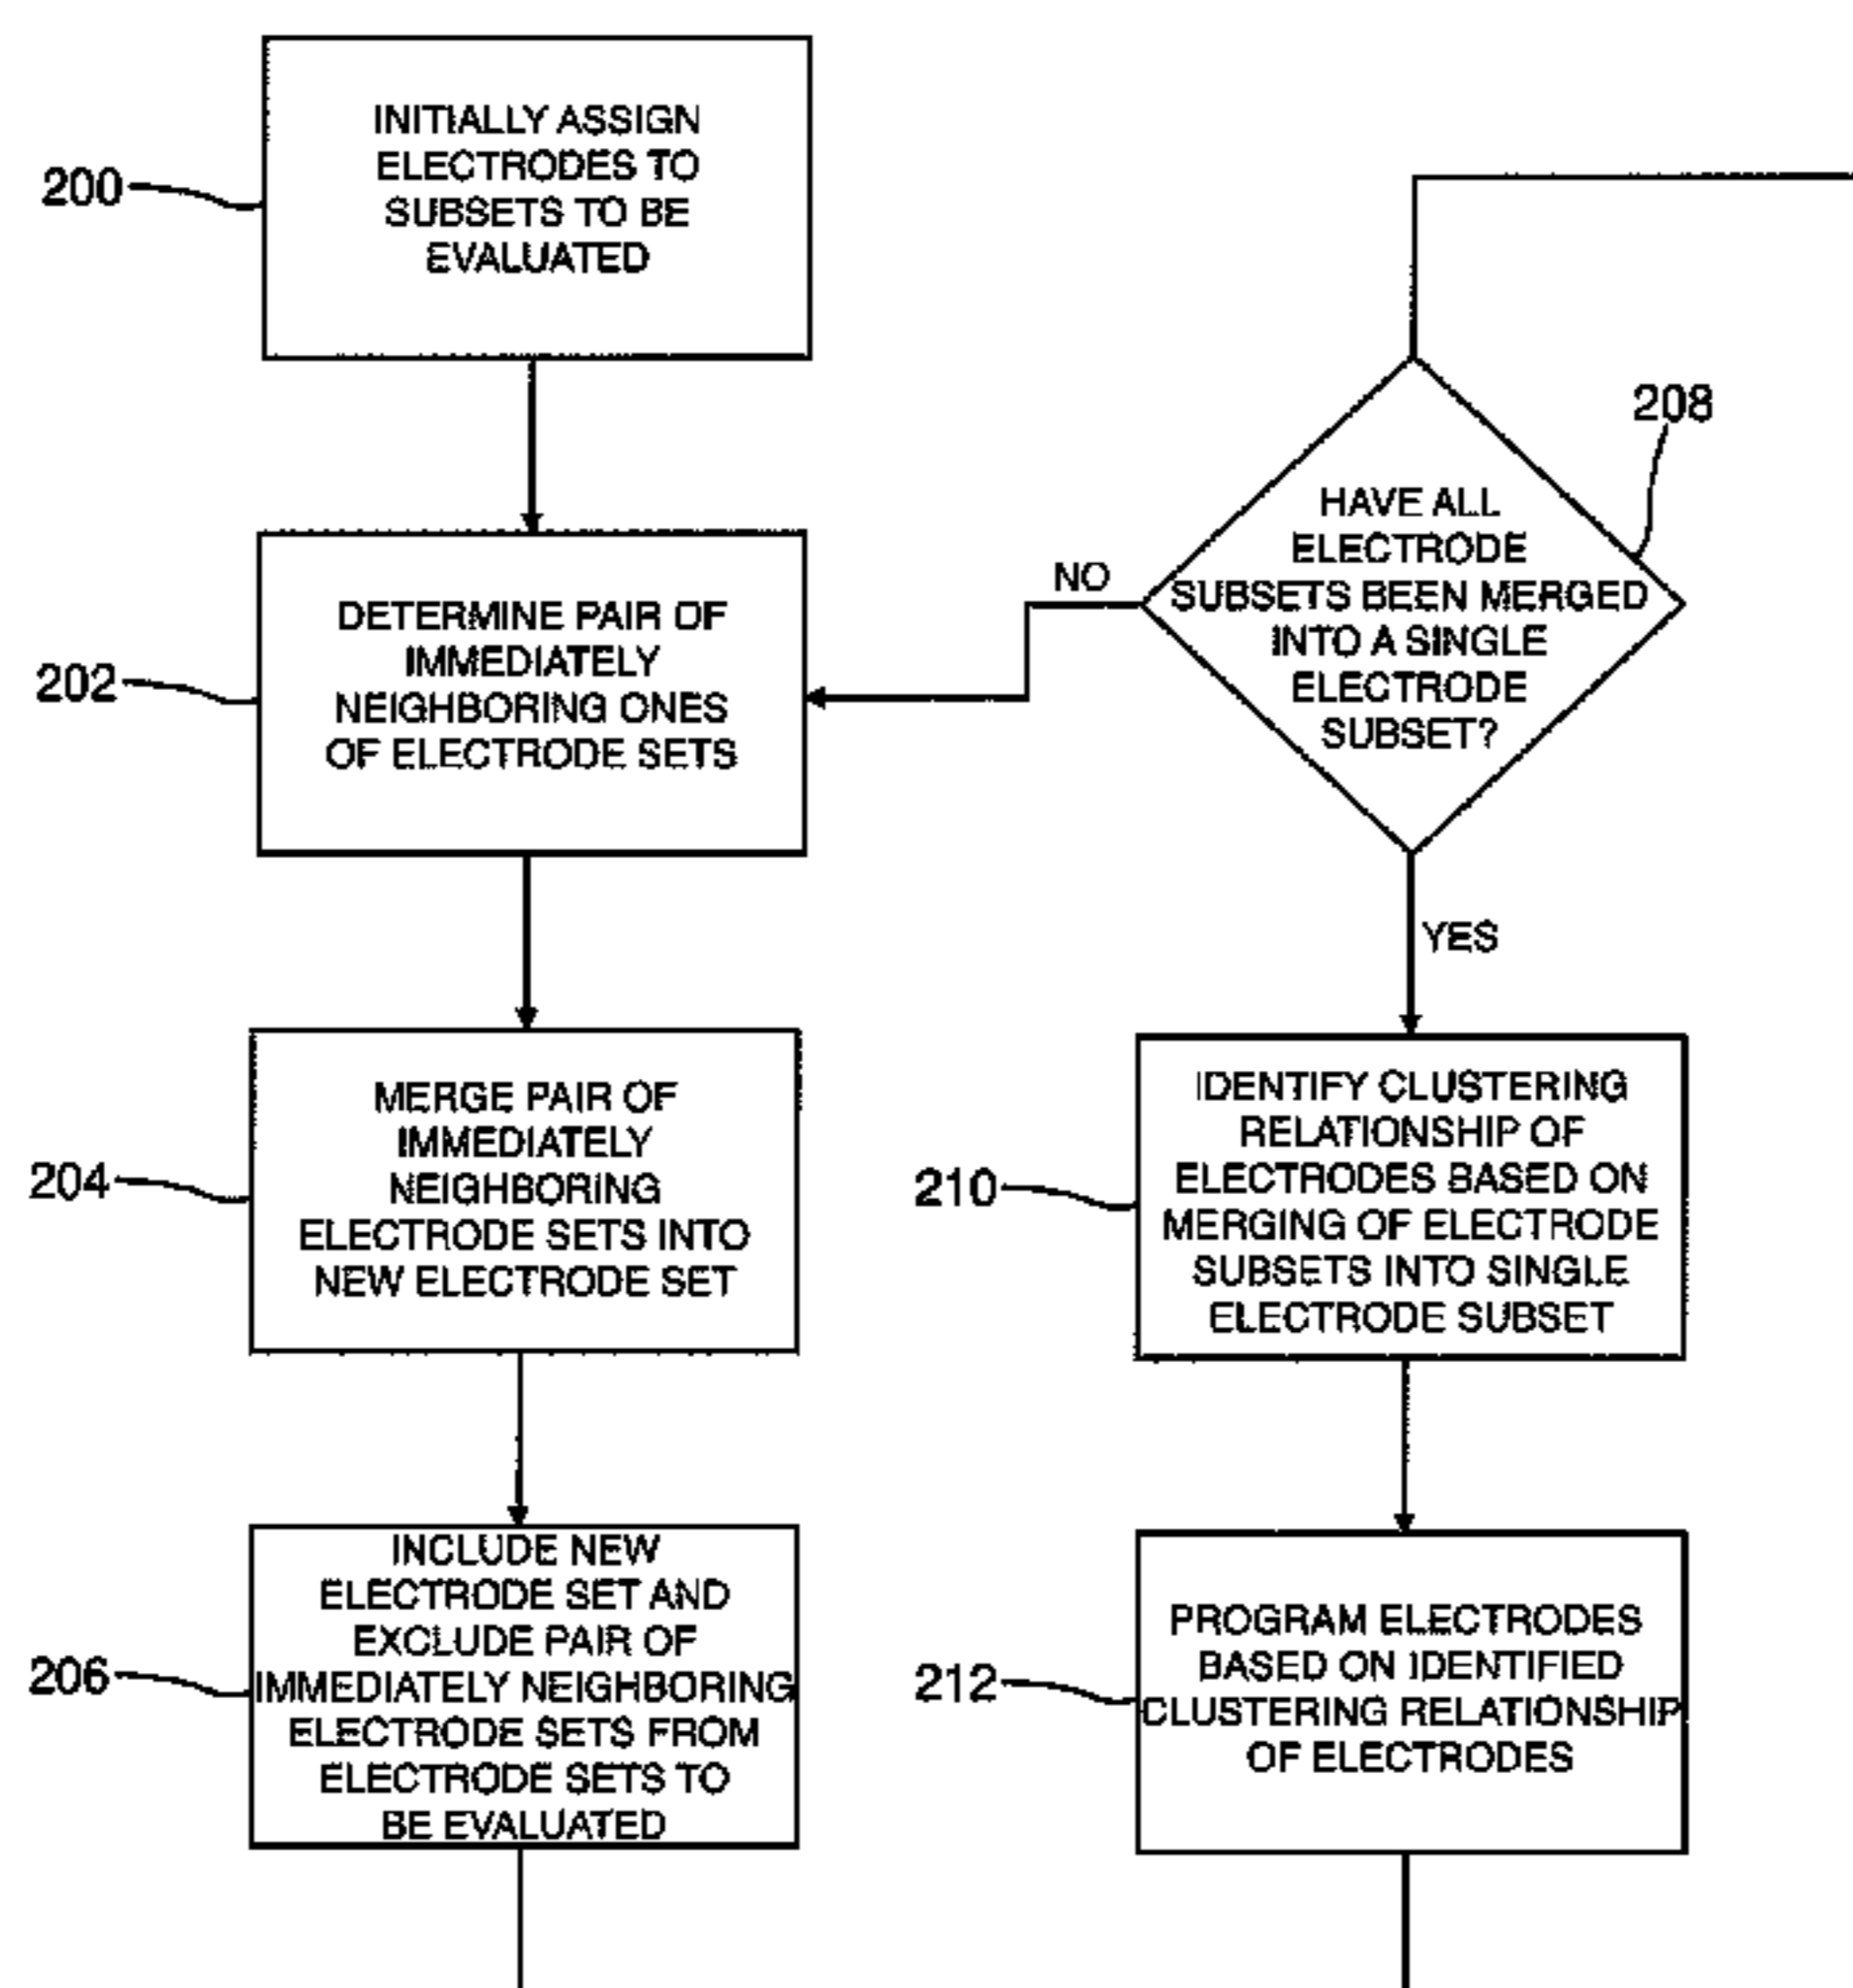 200
INITIALLY ASSIGN
ELECTRODES TO
SUBSETS TO BE
EVALUATED
202
DETERMINE PAIR OF
IMMEDIATELY
NEIGHBORING ONES
OF ELECTRODE SETS
204
MERGE PAIR OF
IMMEDIATELY
NEIGHBORING
ELECTRODE SETS INTO
NEW ELECTRODE SET
206
INCLUDE NEW
ELECTRODE SET AND
EXCLUDE PAIR OF
IMMEDIATELY NEIGHBORING
ELECTRODE SETS FROM
ELECTRODE SETS TO
BE EVALUATED
208
HAVE ALL
ELECTRODE
SUBSETS BEEN MERGED
INTO A SINGLE
ELECTRODE
SUBSET?
NO
YES
210
IDENTIFY CLUSTERING
RELATIONSHIP OF
ELECTRODES BASED ON
MERGING OF ELECTRODE
SUBSETS INTO SINGLE
ELECTRODE SUBSET
212
PROGRAM ELECTRODES
BASED ON IDENTIFIED
CLUSTERING RELATIONSHIP
OF ELECTRODES